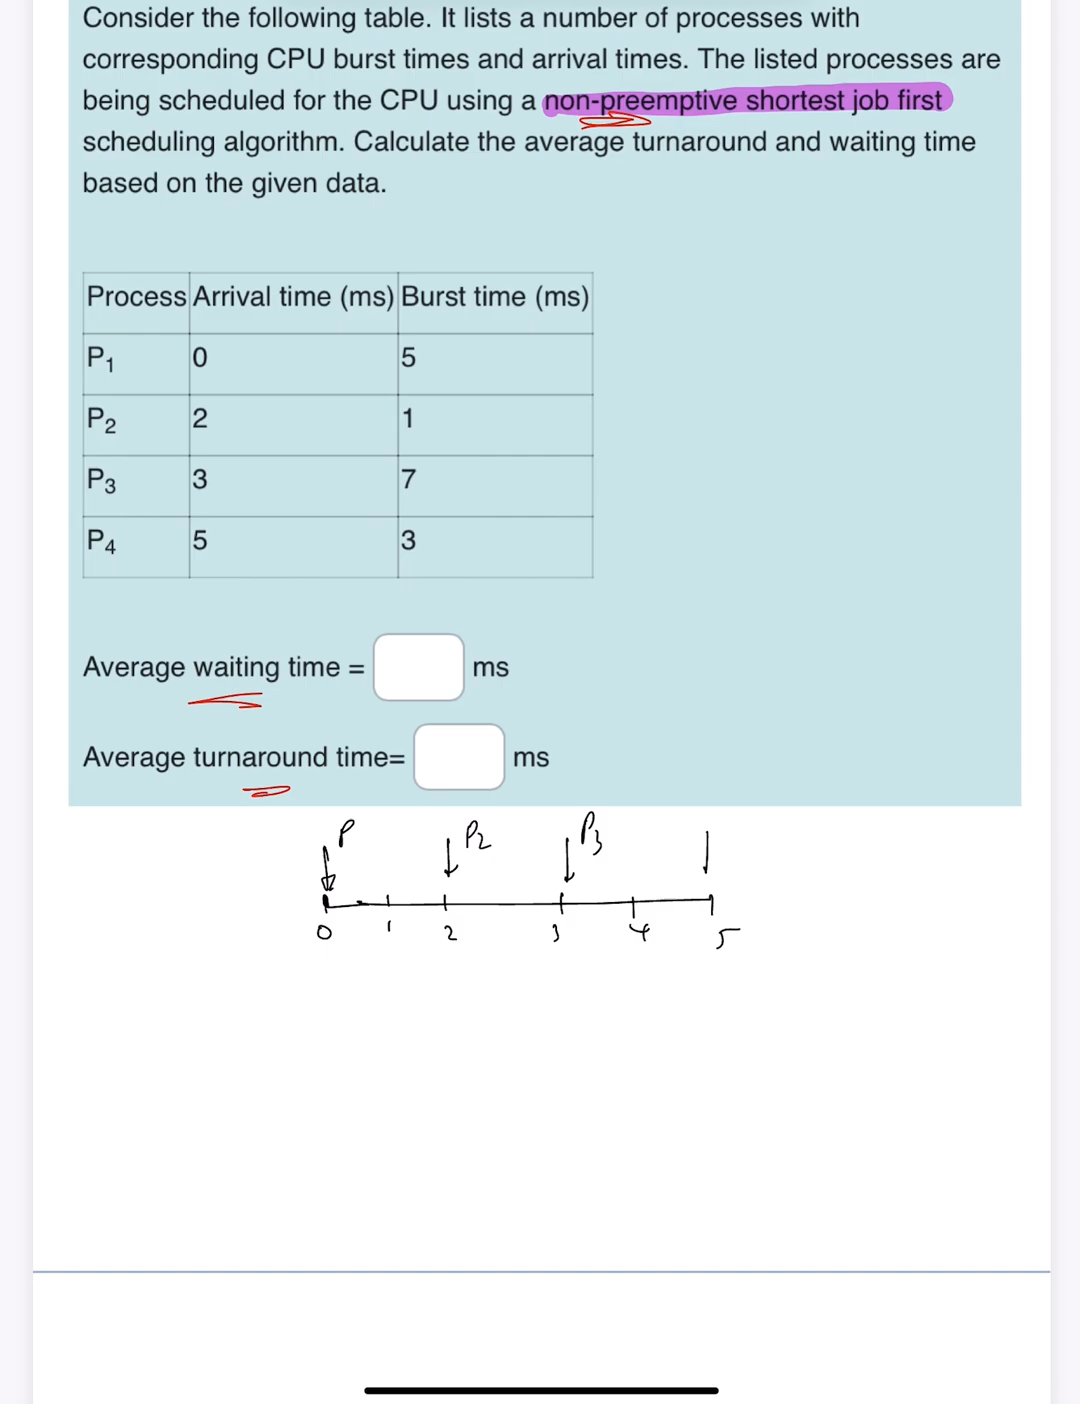 Consider the following table. It lists a number of processes with
corresponding CPU burst times and arrival times. The listed processes are
being scheduled for the CPU using a non-preemptive shortest job first
scheduling algorithm. Calculate the average turnaround and waiting time
based on the given data.
Process Arrival time (ms) Burst time (ms)
P1 0 5
P2 2 1
P3 3 7
P4 5 3
Average waiting time = ms
Average turnaround time= ms
P P2 P3
0 1 2 3 4 5